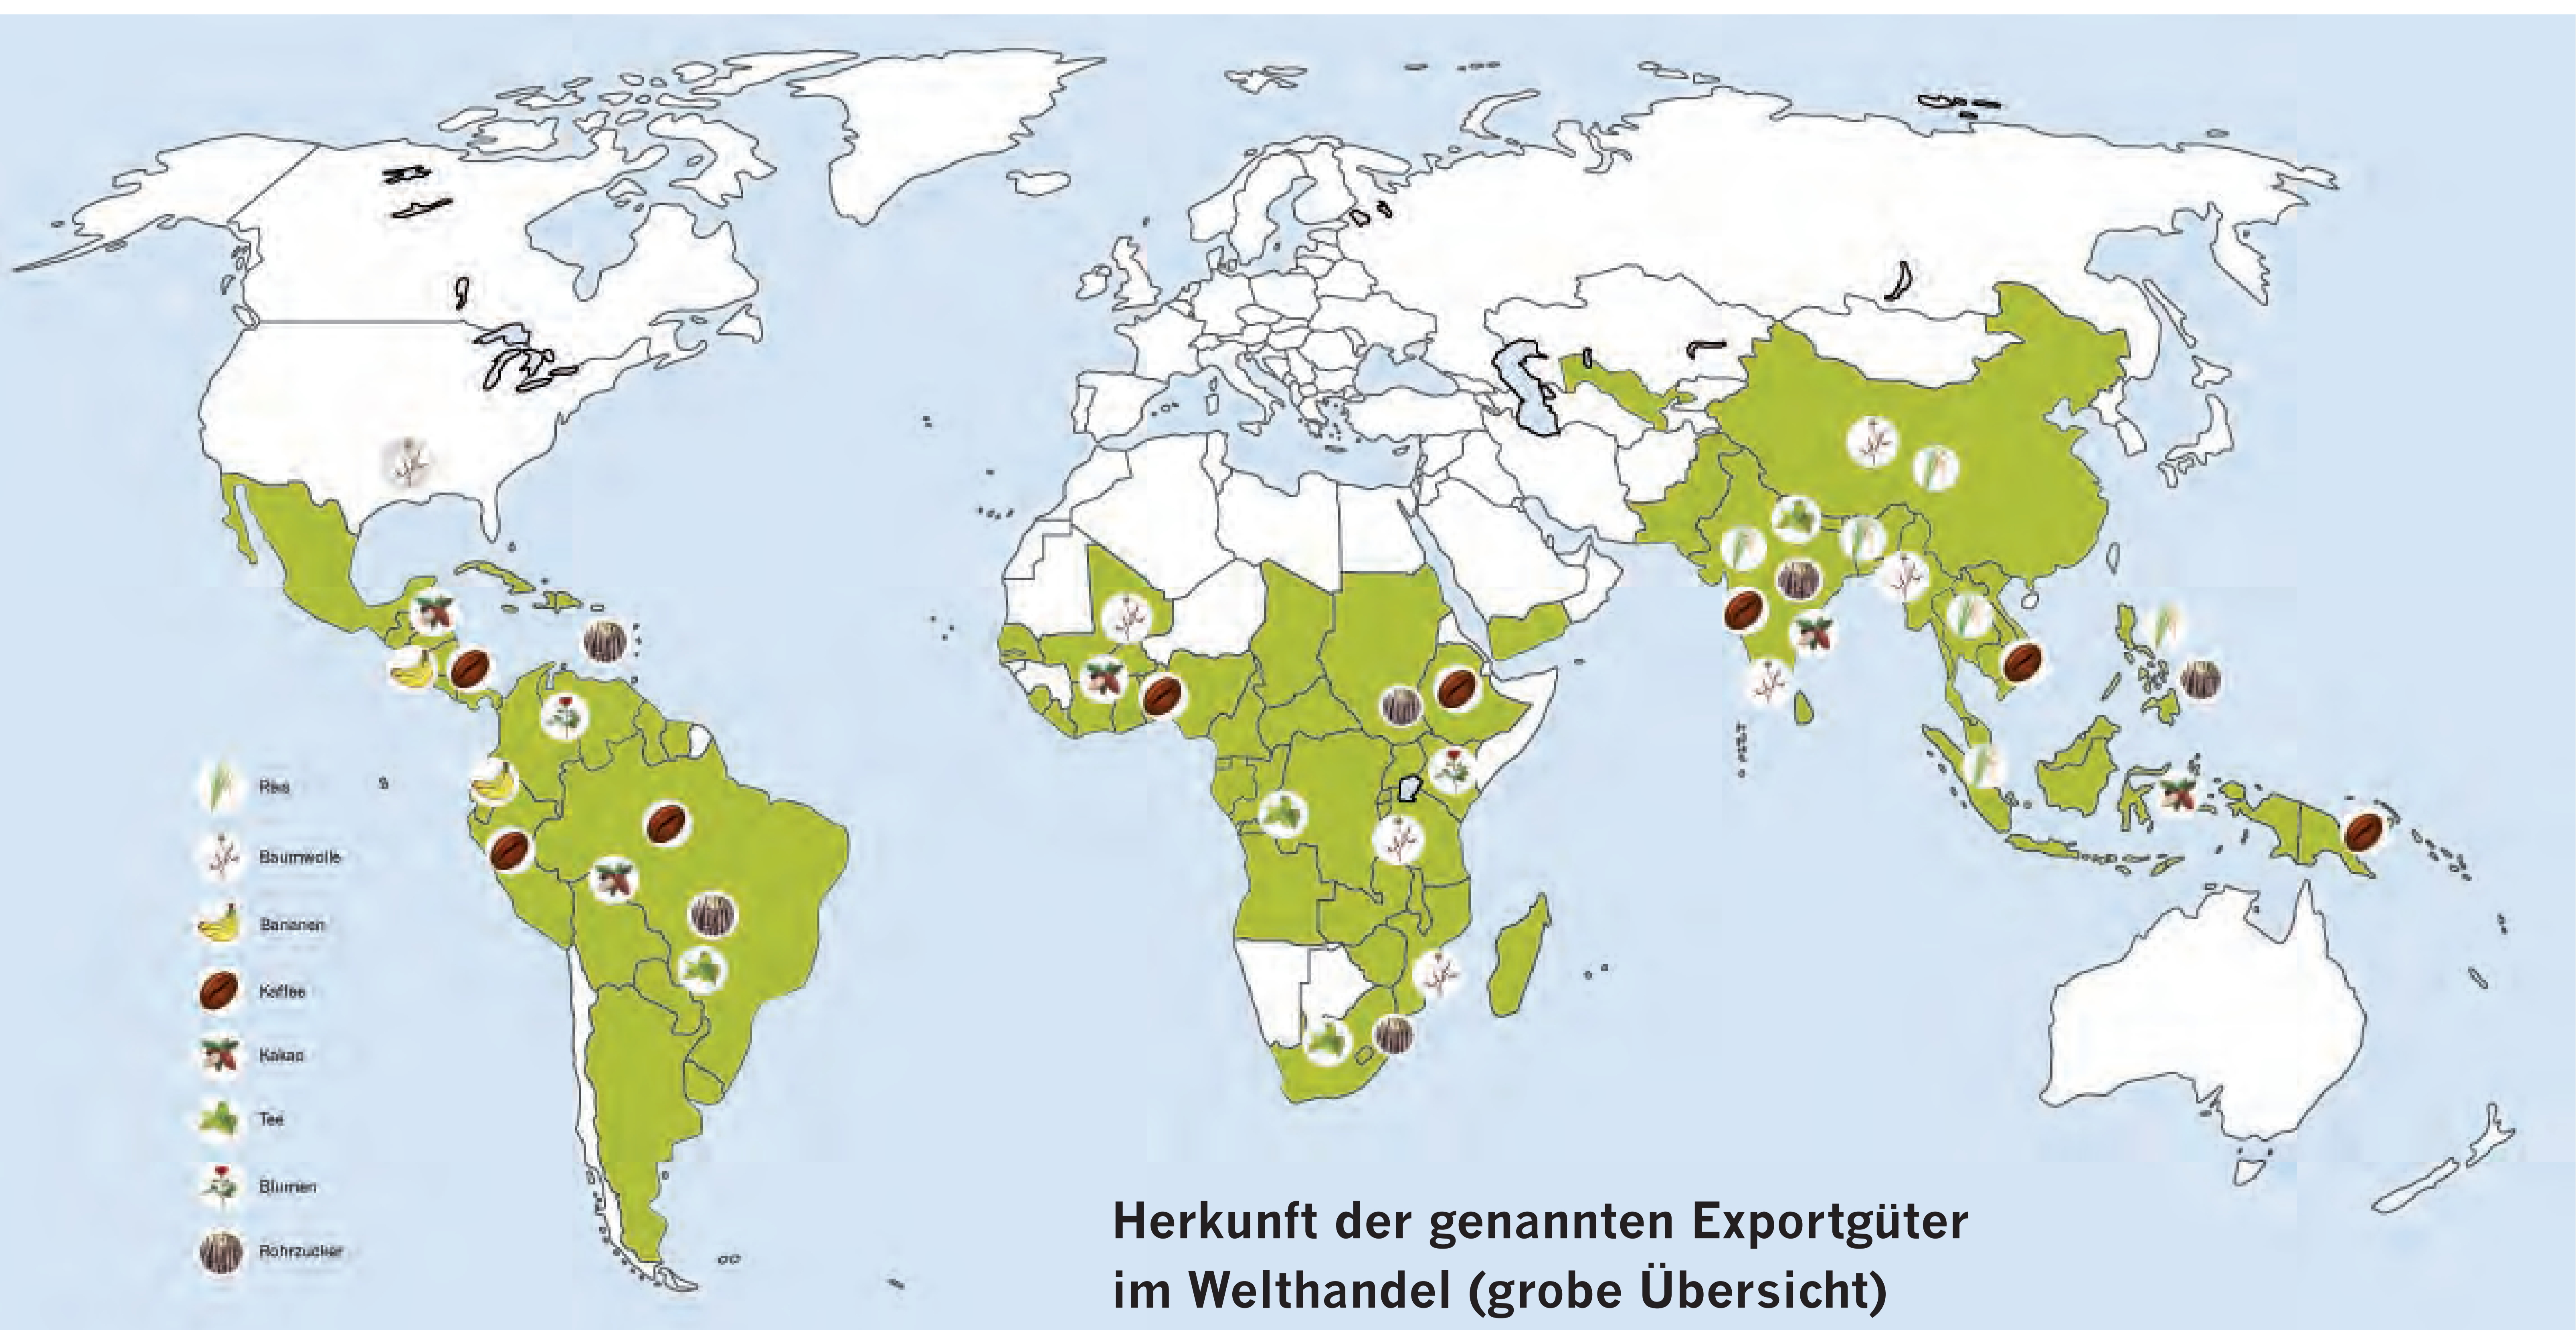 Reis
Baumwolle
Bananen
Kaffee
Kakao
Tee
Blumen
Rohrzucker
Herkunft der genannten Exportgüter
im Welthandel (grobe Übersicht)